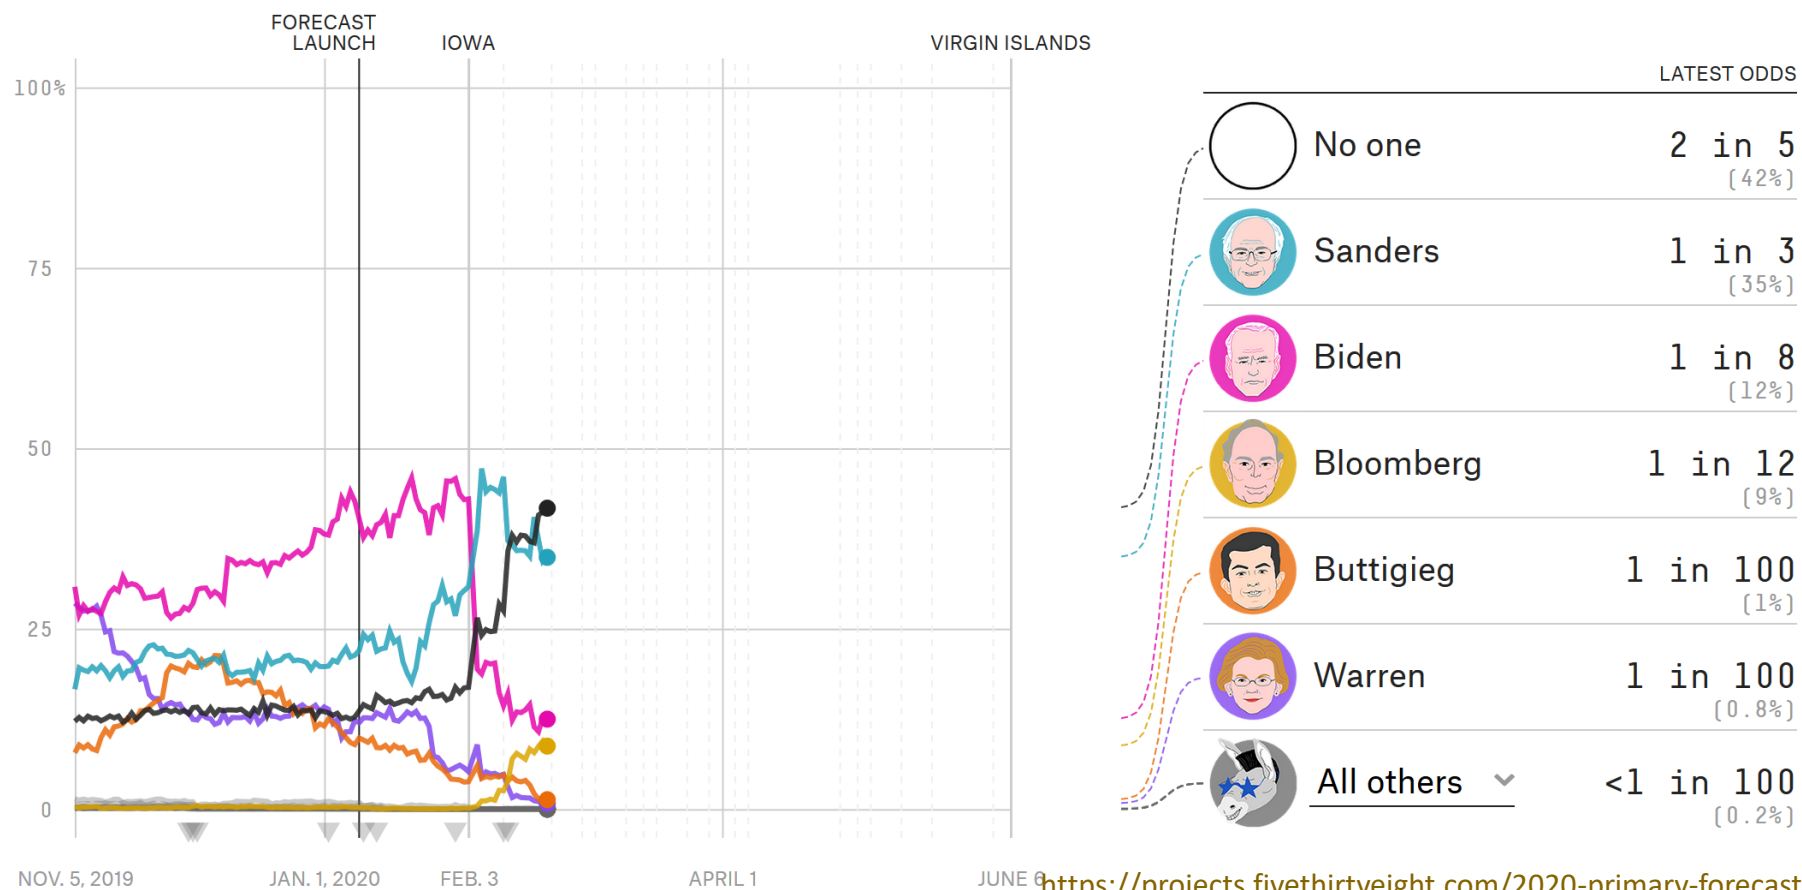 FORECAST
LAUNCH
IOWA
VIRGIN ISLANDS
100%
75
50
25
0
NOV. 5, 2019
JAN. 1, 2020
FEB. 3
APRIL 1
JUNE 6
LATEST ODDS
No one 2 in 5
(42%)
Sanders 1 in 3
(35%)
Biden 1 in 8
(12%)
Bloomberg 1 in 12
(9%)
Buttigieg 1 in 100
(1%)
Warren 1 in 100
(0.8%)
All others <1 in 100
(0.2%)
https://projects.fivethirtyeight.com/2020-primary-forecast